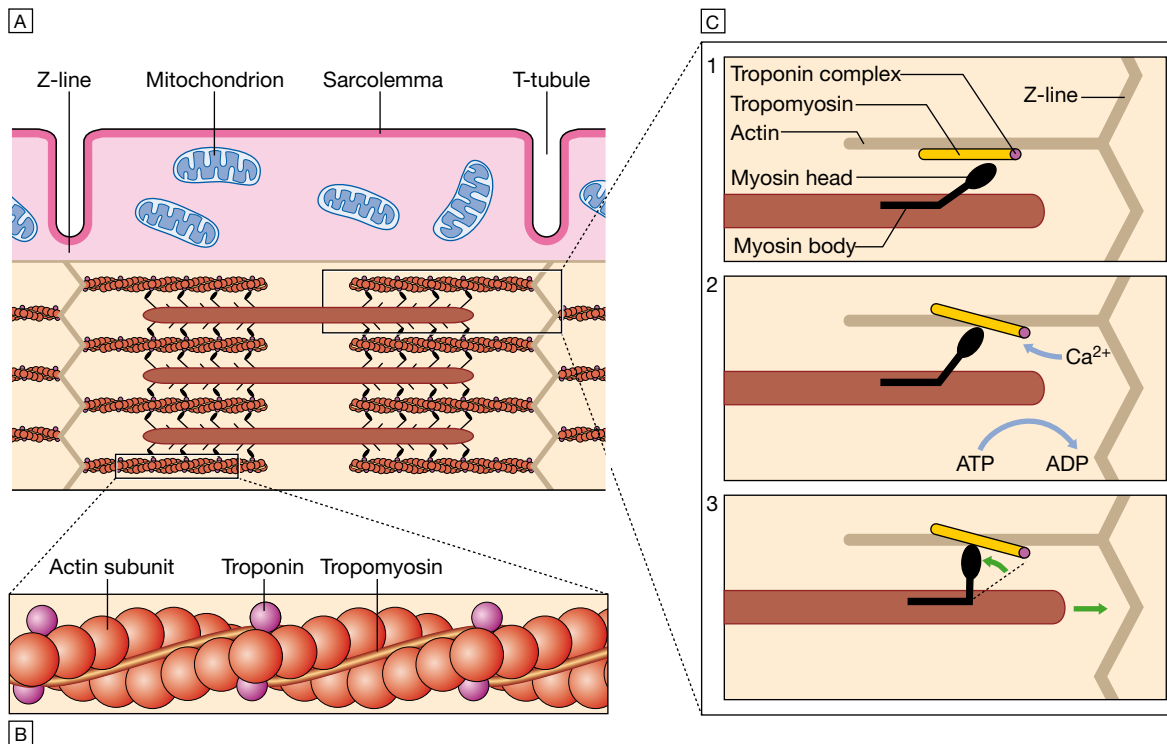 A
Z-line
Mitochondrion
Sarcolemma
T-tubule
Actin subunit
Troponin
Tropomyosin
B
C
1
Troponin complex
Tropomyosin
Actin
Z-line
Myosin head
Myosin body
2
Ca²⁺
ATP
ADP
3